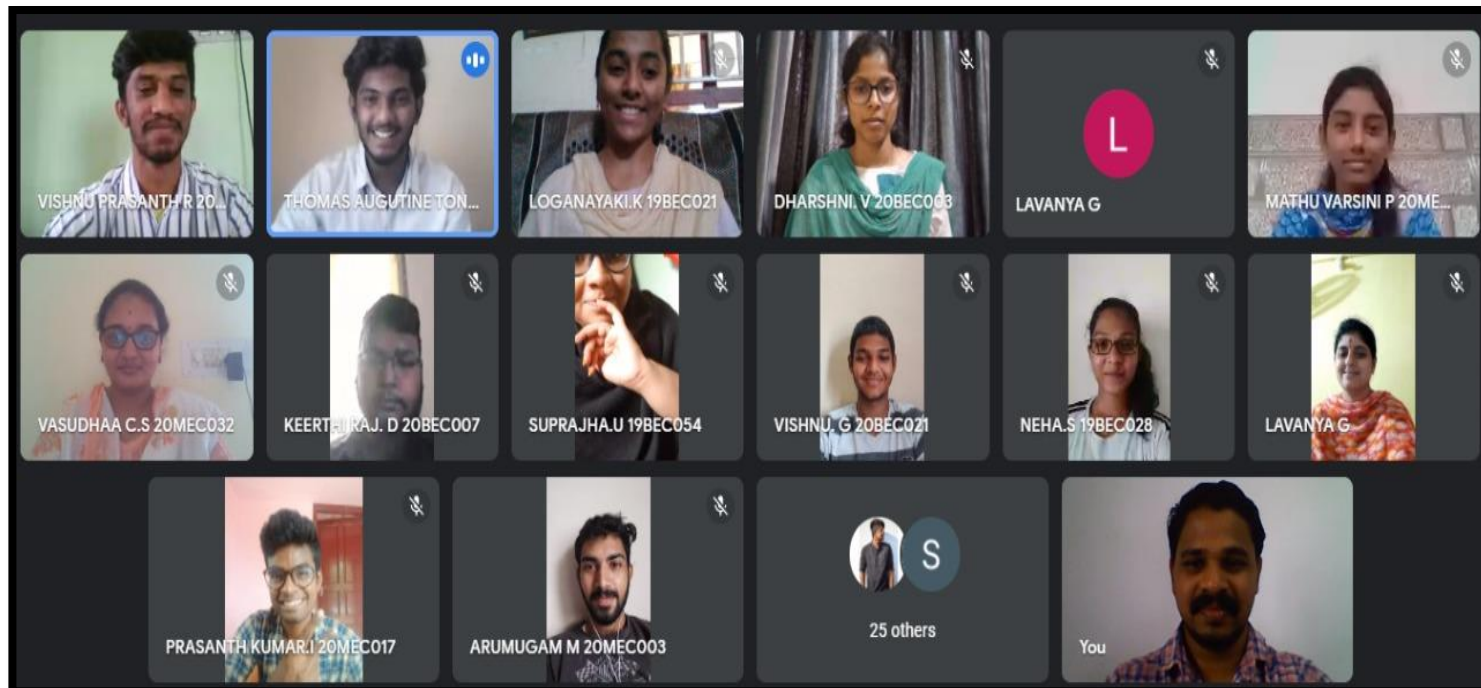 VISHNU PRASANTH R 20...
THOMAS AUGUTINE TON...
LOGANAYAKI.K 19BEC021
DHARSHNI. V 20BEC003
L
LAVANYA G
MATHU VARSINI P 20ME...
VASUDHAA C.S 20MEC032
KEERTHI RAJ. D 20BEC007
SUPRAJHA.U 19BEC054
VISHNU. G 20BEC021
NEHA.S 19BEC028
LAVANYA G
PRASANTH KUMAR.I 20MEC017
ARUMUGAM M 20MEC003
S
25 others
You